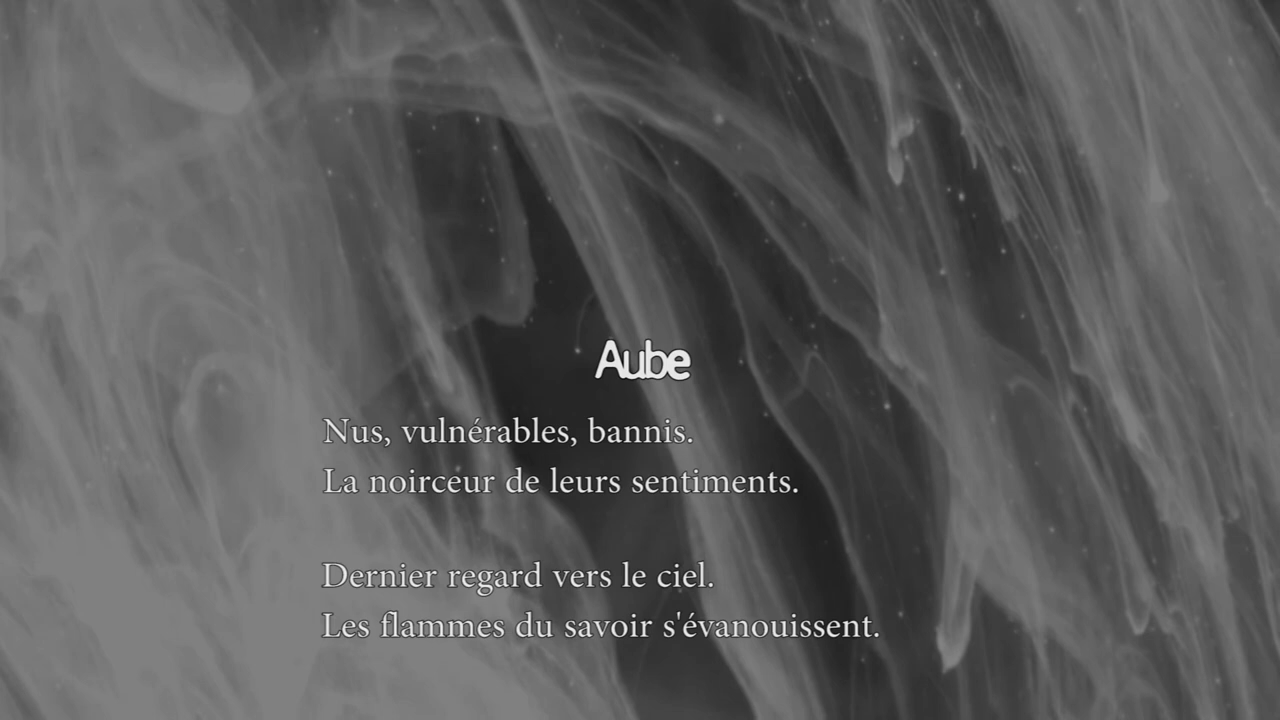 Aube
Nus, vulnérables, bannis.
La noirceur de leurs sentiments.
Dernier regard vers le ciel.
Les flammes du savoir s'évanouissent.